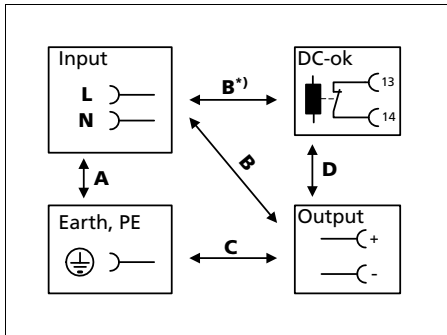 Input
DC-ok
L
N
B*)
13
14
A
B
D
Earth, PE
Output
C
+
-